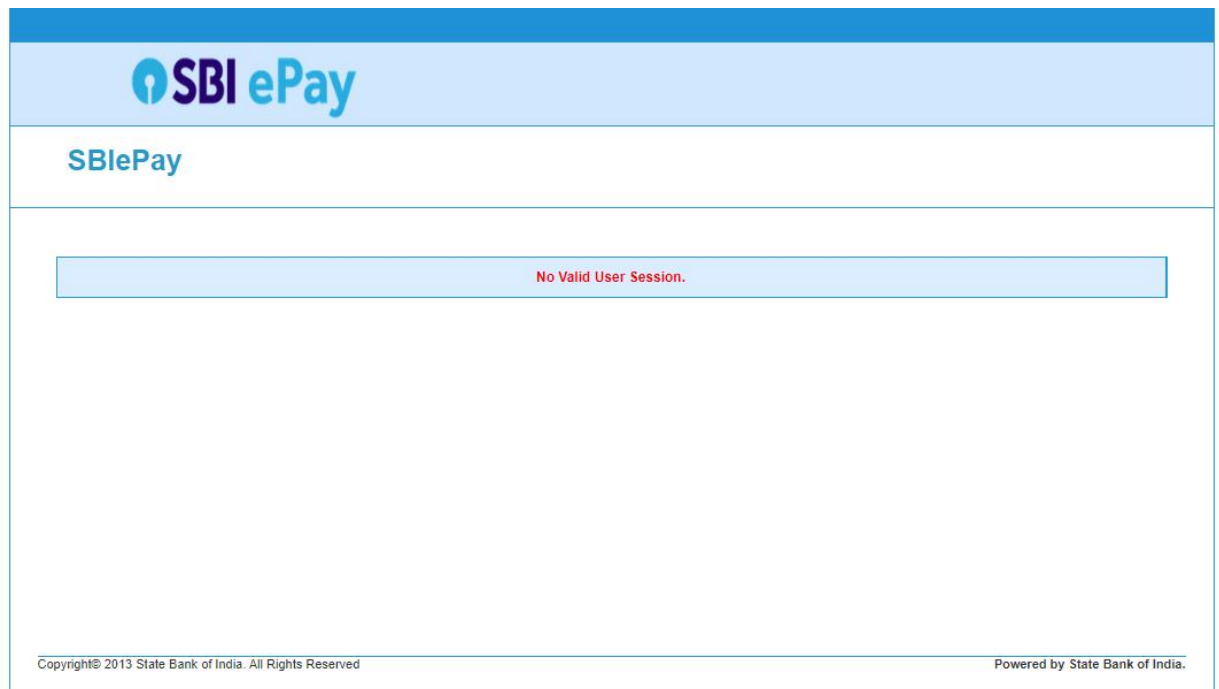 SBI ePay
SBIePay
No Valid User Session.
Copyright© 2013 State Bank of India. All Rights Reserved
Powered by State Bank of India.